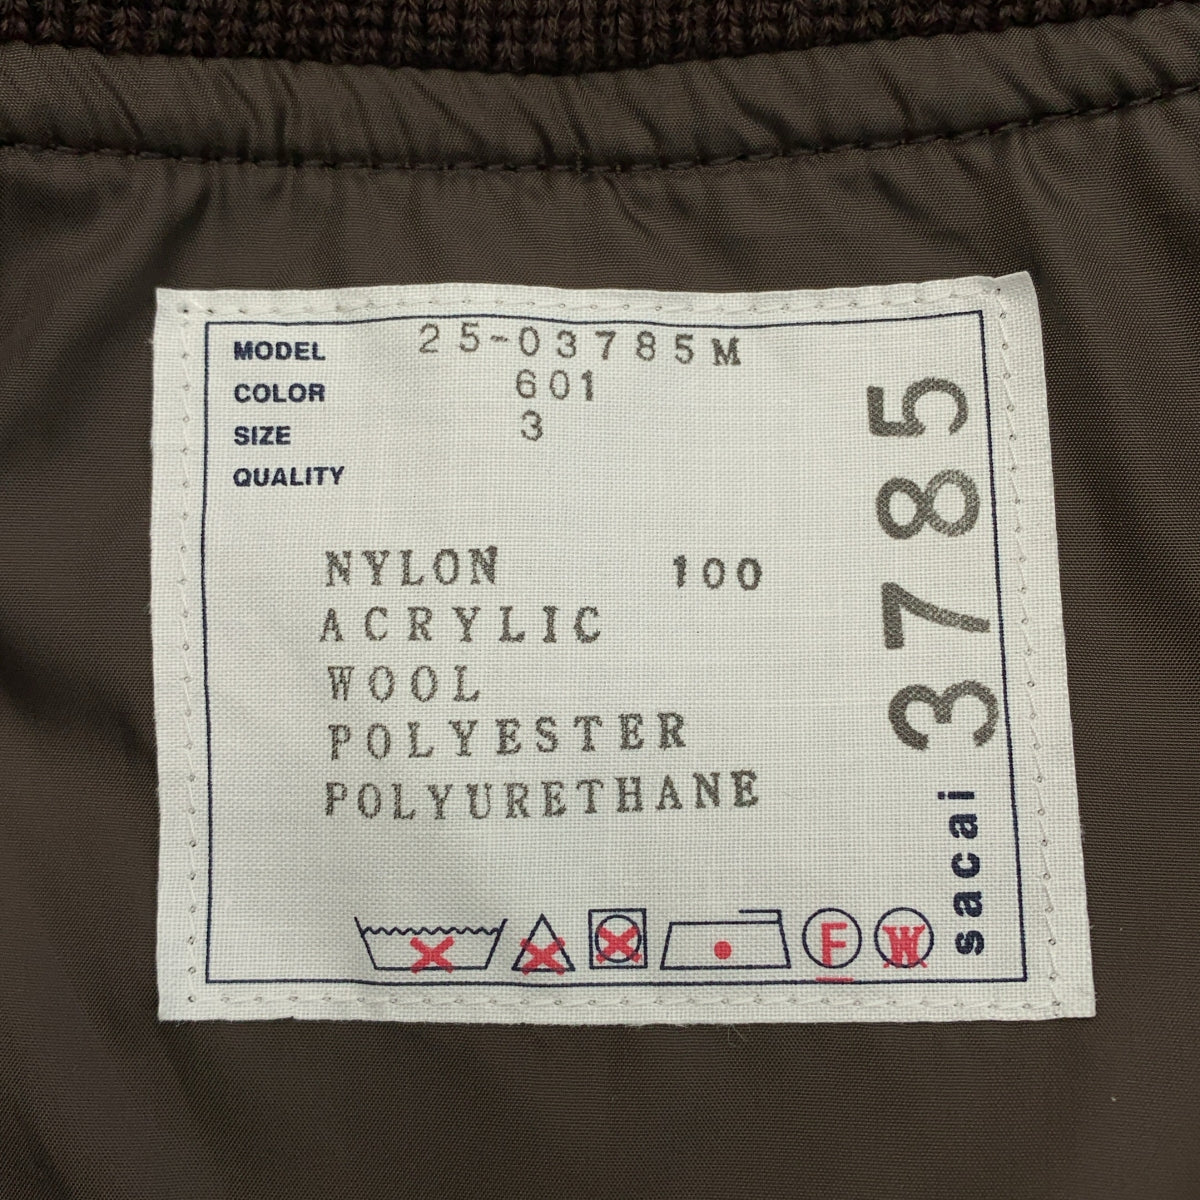 MODEL 25-03785M
COLOR 601
SIZE 3
QUALITY
NYLON 100
ACRYLIC
WOOL
POLYESTER
POLYURETHANE
F
W
sacai 3785